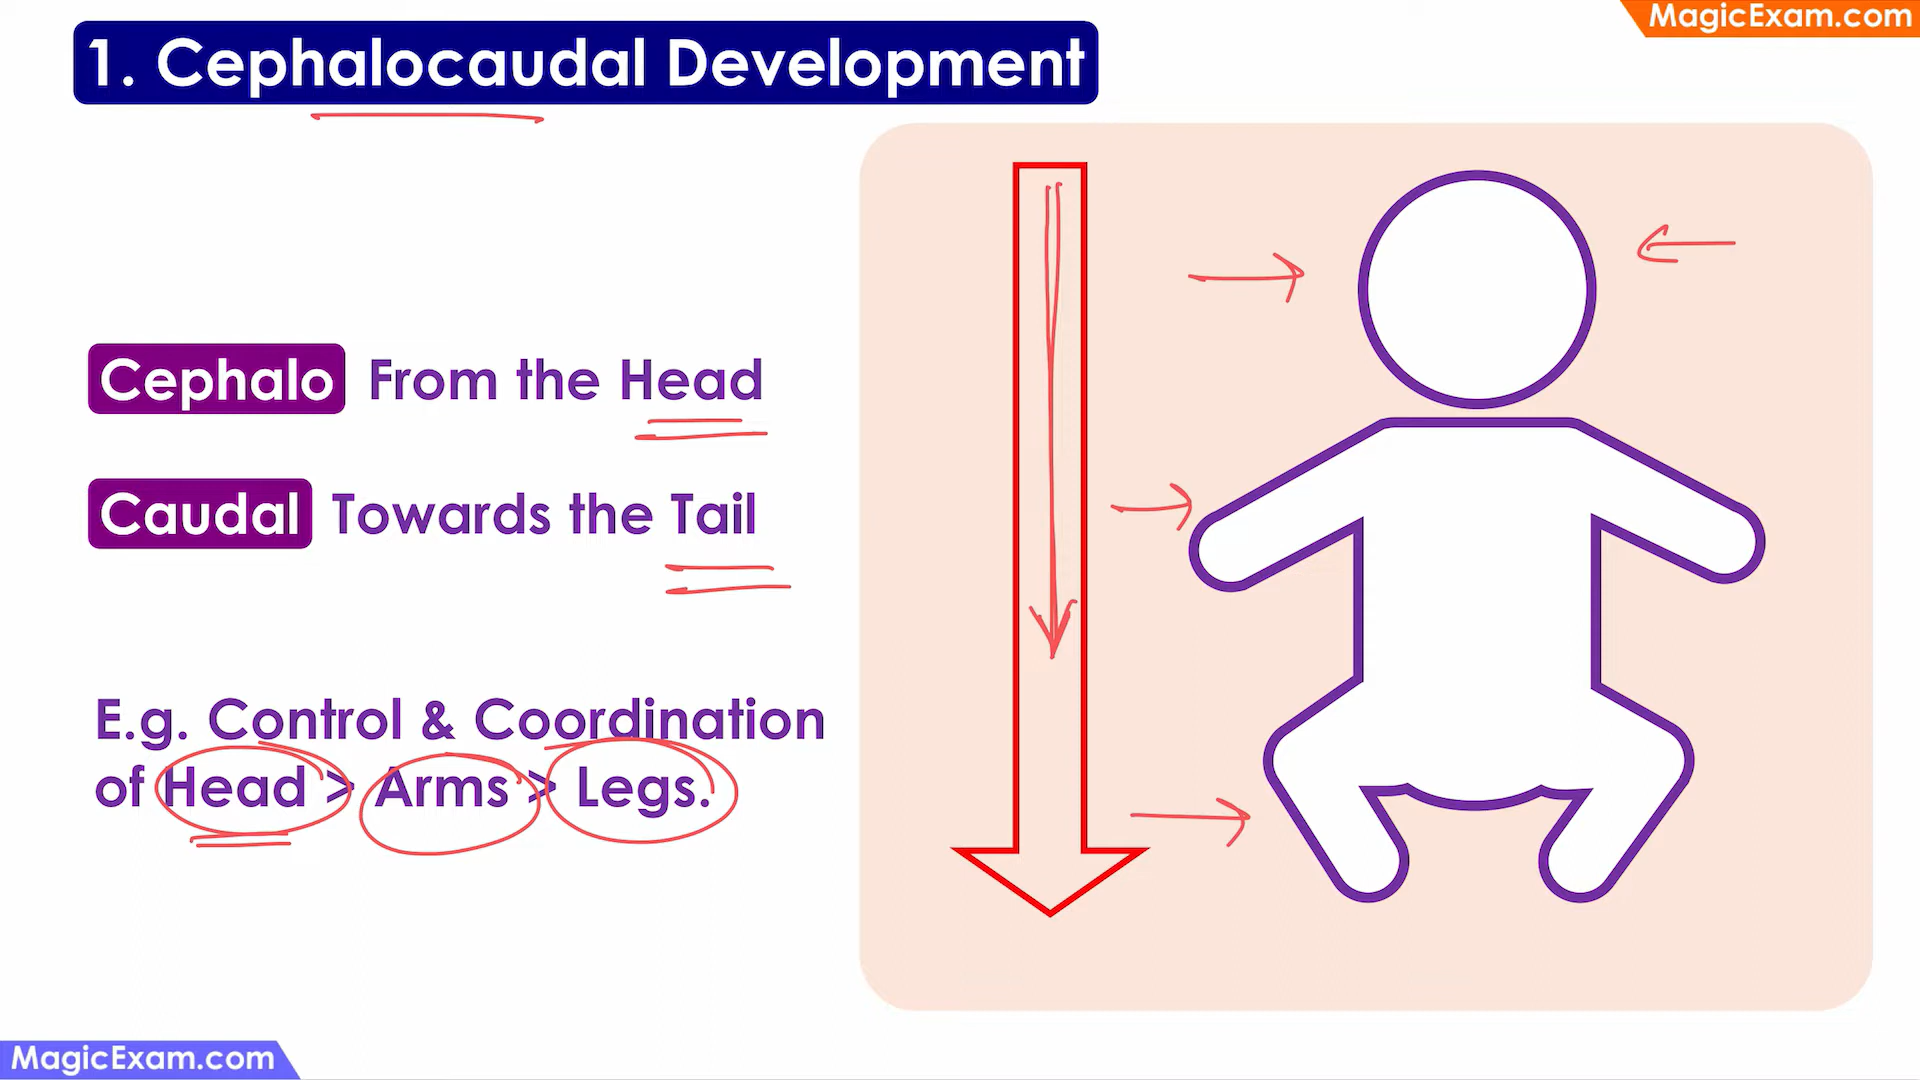 MagicExam.com
1. Cephalocaudal Development
Cephalo From the Head
Caudal Towards the Tail
E.g. Control & Coordination
of Head > Arms > Legs.
MagicExam.com